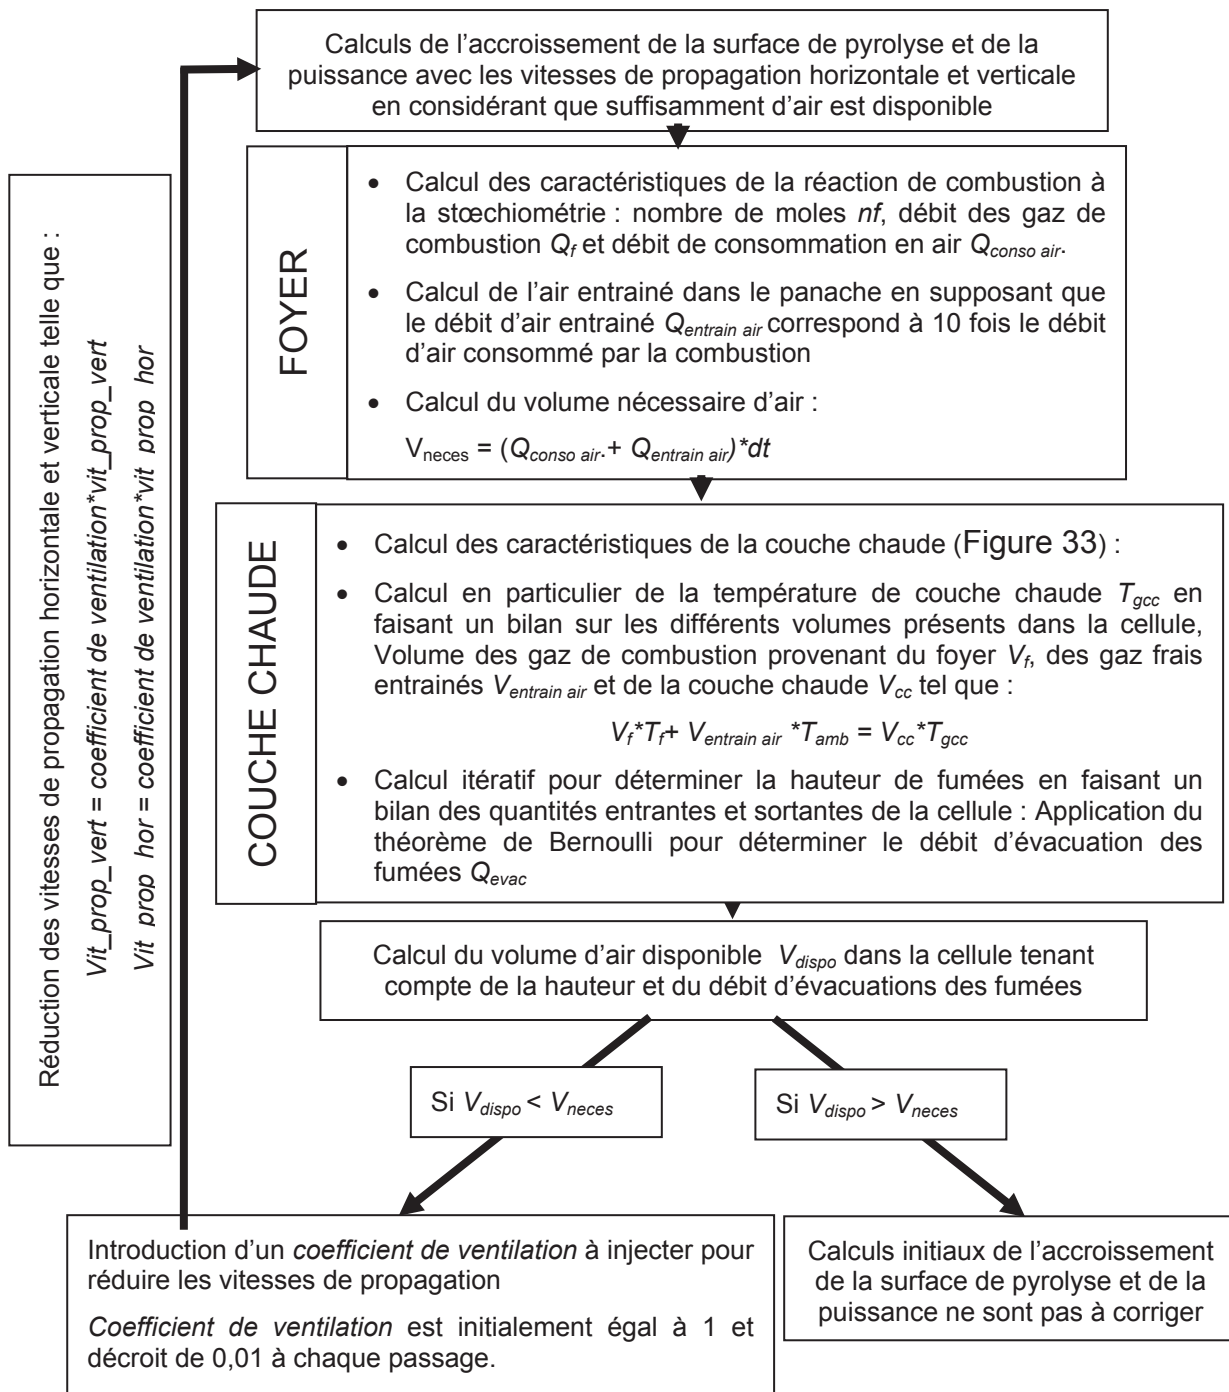 Calculs de l’accroissement de la surface de pyrolyse et de la
puissance avec les vitesses de propagation horizontale et verticale
en considérant que suffisamment d’air est disponible
Réduction des vitesses de propagation horizontale et verticale telle que :
Vit_prop_vert = coefficient de ventilation*vit_prop_vert
Vit prop hor = coefficient de ventilation*vit prop hor
FOYER
• Calcul des caractéristiques de la réaction de combustion à
la stœchiométrie : nombre de moles nf, débit des gaz de
combustion Qf et débit de consommation en air Qconso air.
• Calcul de l’air entrainé dans le panache en supposant que
le débit d’air entrainé Qentrain air correspond à 10 fois le débit
d’air consommé par la combustion
• Calcul du volume nécessaire d’air :
Vneces = (Qconso air.+ Qentrain air)*dt
COUCHE CHAUDE
• Calcul des caractéristiques de la couche chaude (Figure 33) :
• Calcul en particulier de la température de couche chaude Tgcc en
faisant un bilan sur les différents volumes présents dans la cellule,
Volume des gaz de combustion provenant du foyer Vf, des gaz frais
entrainés Ventrain air et de la couche chaude Vcc tel que :
Vf*Tf+ Ventrain air *Tamb = Vcc*Tgcc
• Calcul itératif pour déterminer la hauteur de fumées en faisant un
bilan des quantités entrantes et sortantes de la cellule : Application du
théorème de Bernoulli pour déterminer le débit d’évacuation des
fumées Qevac
Calcul du volume d’air disponible Vdispo dans la cellule tenant
compte de la hauteur et du débit d’évacuations des fumées
Si Vdispo < Vneces
Si Vdispo > Vneces
Introduction d’un coefficient de ventilation à injecter pour
réduire les vitesses de propagation
Coefficient de ventilation est initialement égal à 1 et
décroit de 0,01 à chaque passage.
Calculs initiaux de l’accroissement
de la surface de pyrolyse et de la
puissance ne sont pas à corriger